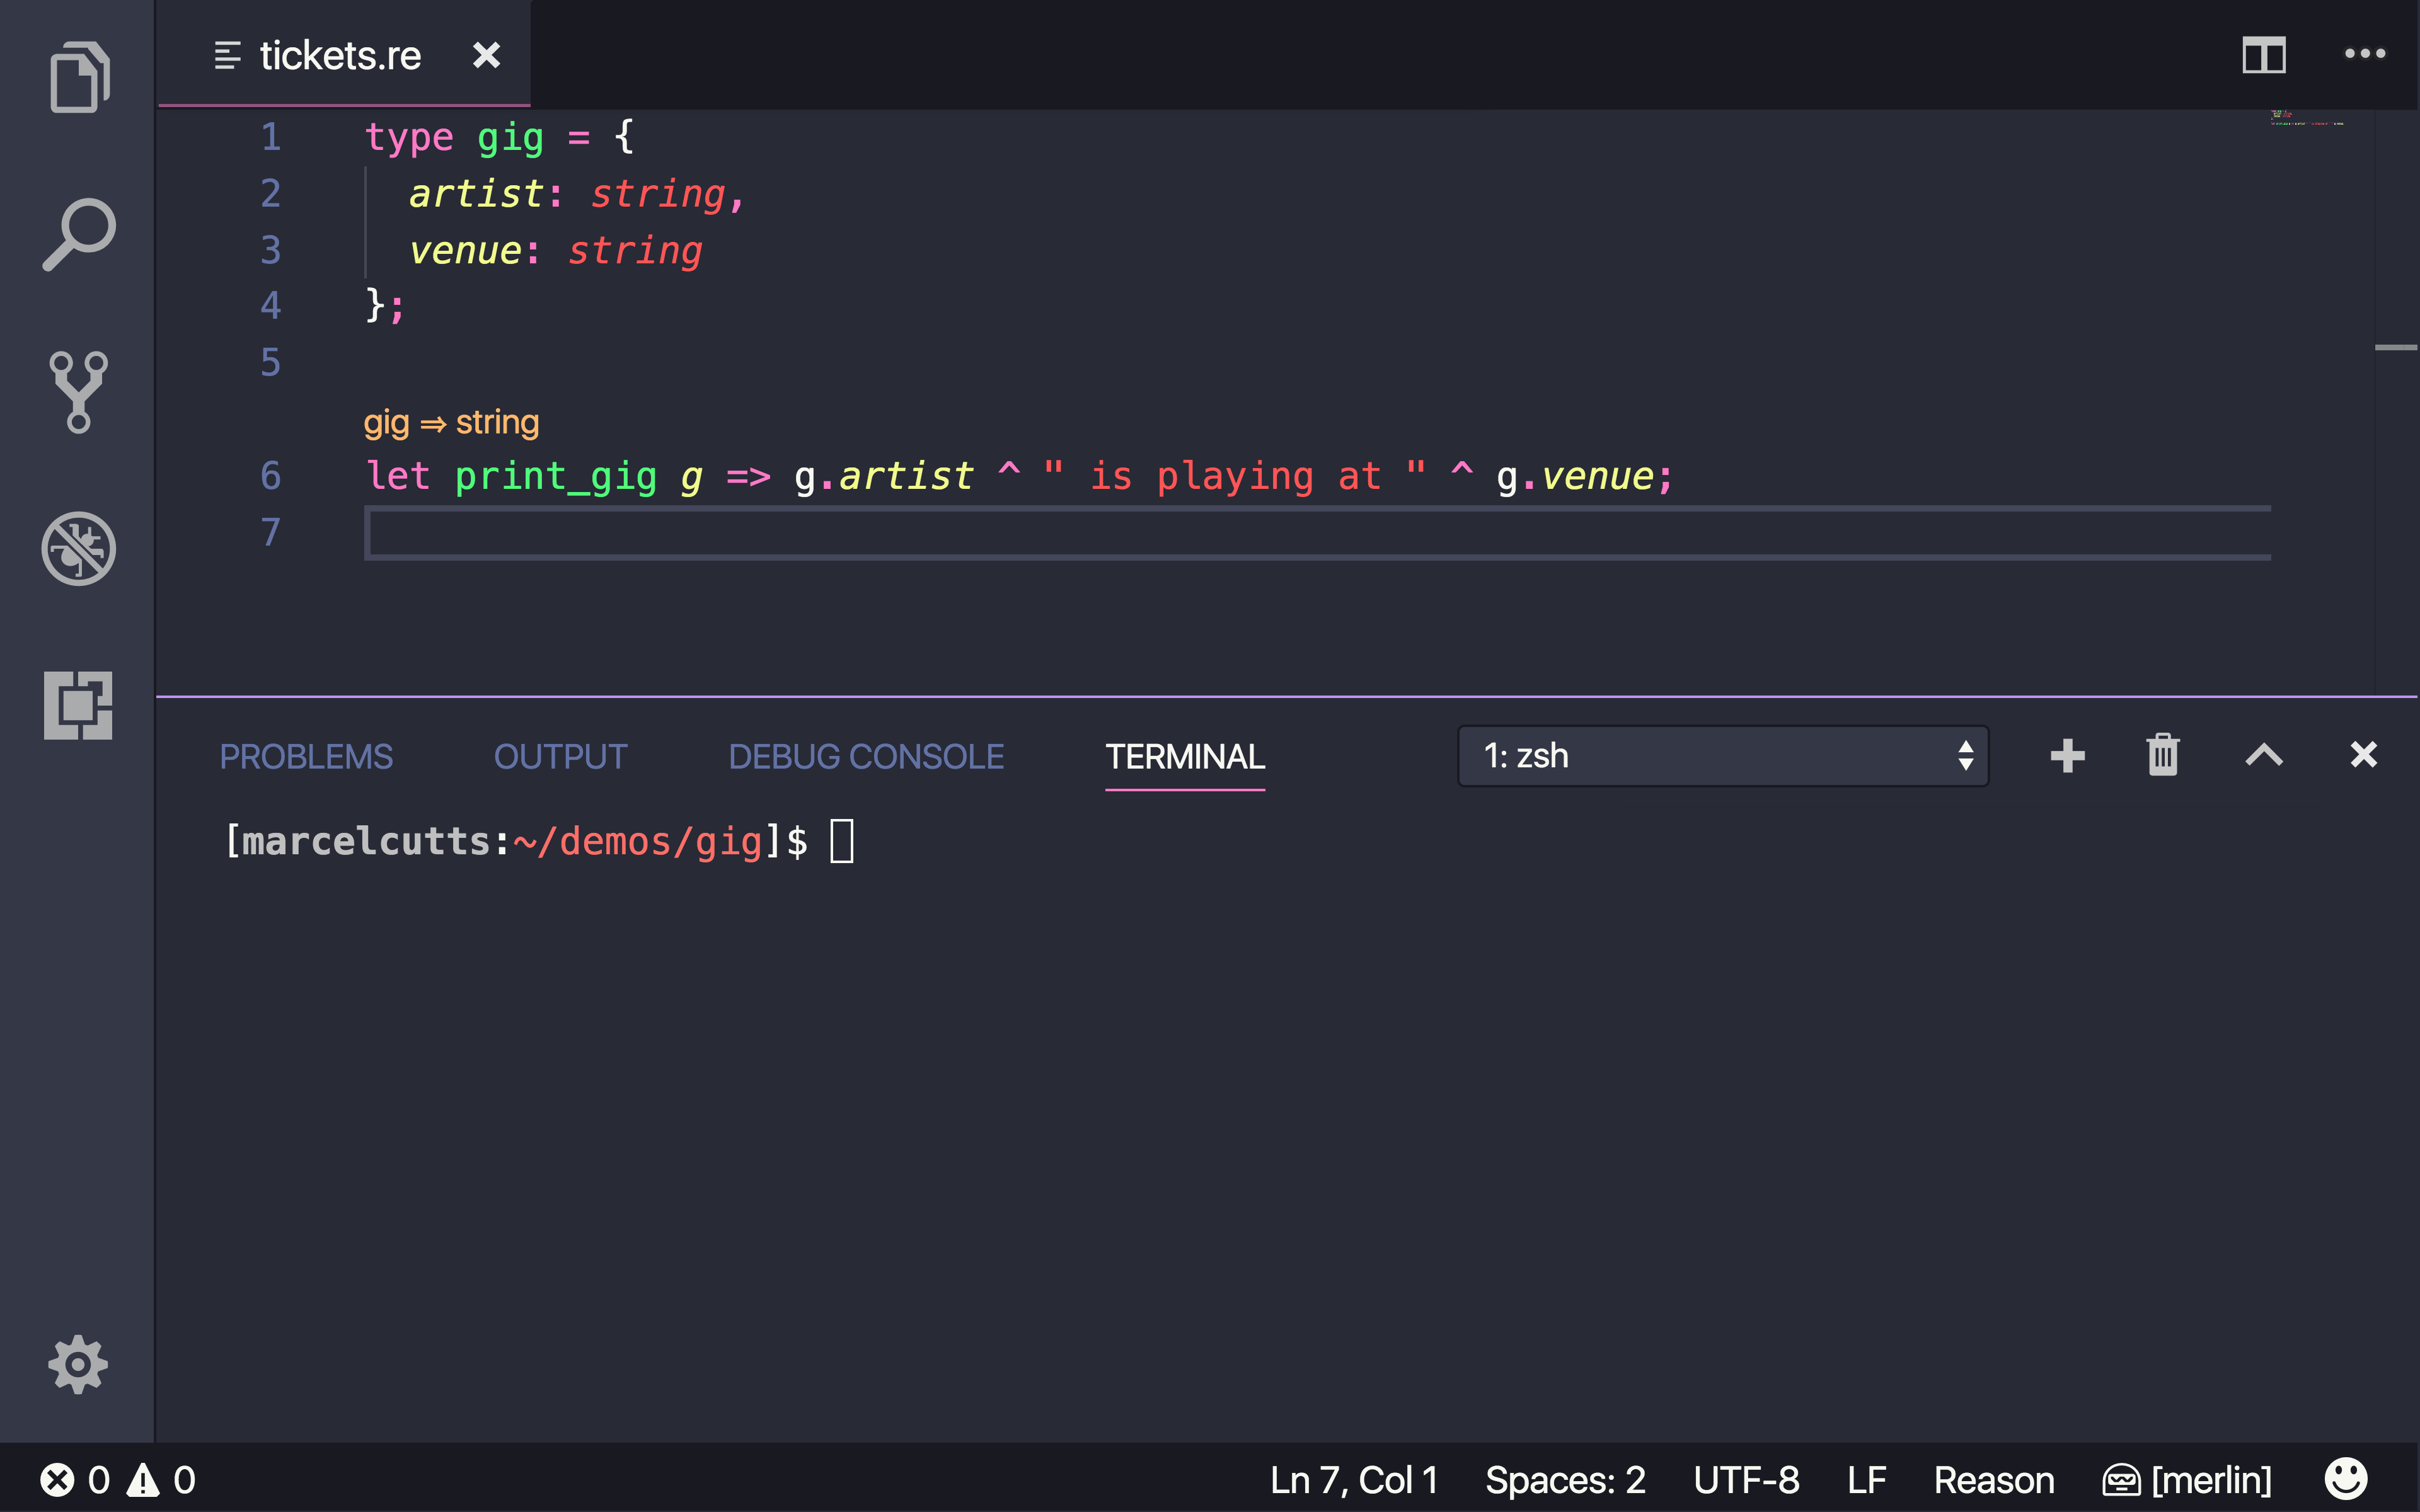 tickets.re
1 type gig = {
2   artist: string,
3   venue: string
4 };
5
gig ⇒ string
6 let print_gig g => g.artist ^ " is playing at " ^ g.venue;
7
PROBLEMS OUTPUT DEBUG CONSOLE TERMINAL 1: zsh
[marcelcutts:~/demos/gig]$
0 0 Ln 7, Col 1 Spaces: 2 UTF-8 LF Reason [merlin]